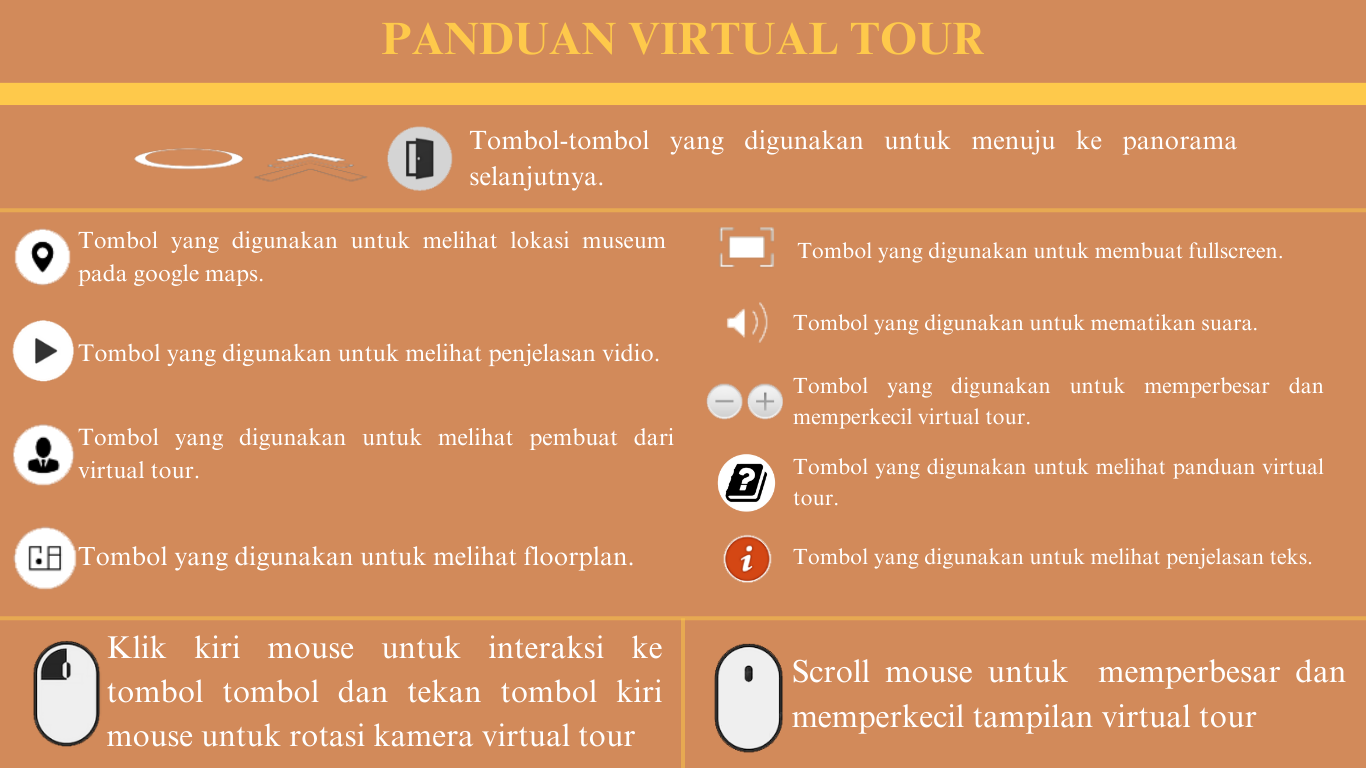 PANDUAN VIRTUAL TOUR
Tombol-tombol yang digunakan untuk menuju ke panorama
selanjutnya.
Tombol yang digunakan untuk melihat lokasi museum
pada google maps.
Tombol yang digunakan untuk melihat penjelasan vidio.
Tombol yang digunakan untuk melihat pembuat dari
virtual tour.
Tombol yang digunakan untuk melihat floorplan.
Tombol yang digunakan untuk membuat fullscreen.
Tombol yang digunakan untuk mematikan suara.
Tombol yang digunakan untuk memperbesar dan
memperkecil virtual tour.
Tombol yang digunakan untuk melihat panduan virtual
tour.
Tombol yang digunakan untuk melihat penjelasan teks.
Klik kiri mouse untuk interaksi ke
tombol tombol dan tekan tombol kiri
mouse untuk rotasi kamera virtual tour
Scroll mouse untuk memperbesar dan
memperkecil tampilan virtual tour